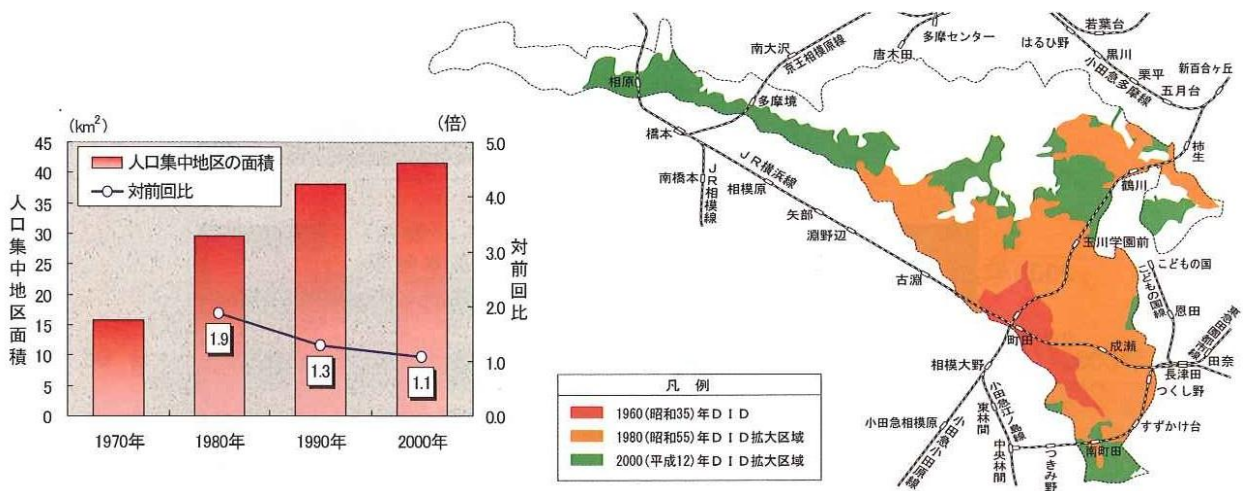 (km²)
(倍)
人口集中地区の面積
対前回比
45
40
35
30
25
20
15
10
5
0
人口集中地区面積
5.0
4.0
3.0
2.0
1.0
0.0
対前回比
1.9
1.3
1.1
1970年
1980年
1990年
2000年
多摩センター
若葉台
南大沢
京王相模原線
唐木田
はるひ野
黒川
栗平
新百合ヶ丘
小田急多摩線
五月台
相原
多摩境
橋本
柿生
南橋本
JR相模線
相模原
JR横浜線
鶴川
矢部
淵野辺
玉川学園前
こどもの国
古淵
こどもの国線
恩田
東急田園都市線
町田
成瀬
田奈
相模大野
長津田
つくし野
小田急江ノ島線
東林間
小田急相模原
小田急小田原線
中央林間
つきみ野
南町田
すずかけ台
凡例
1960(昭和35)年DID
1980(昭和55)年DID拡大区域
2000(平成12)年DID拡大区域